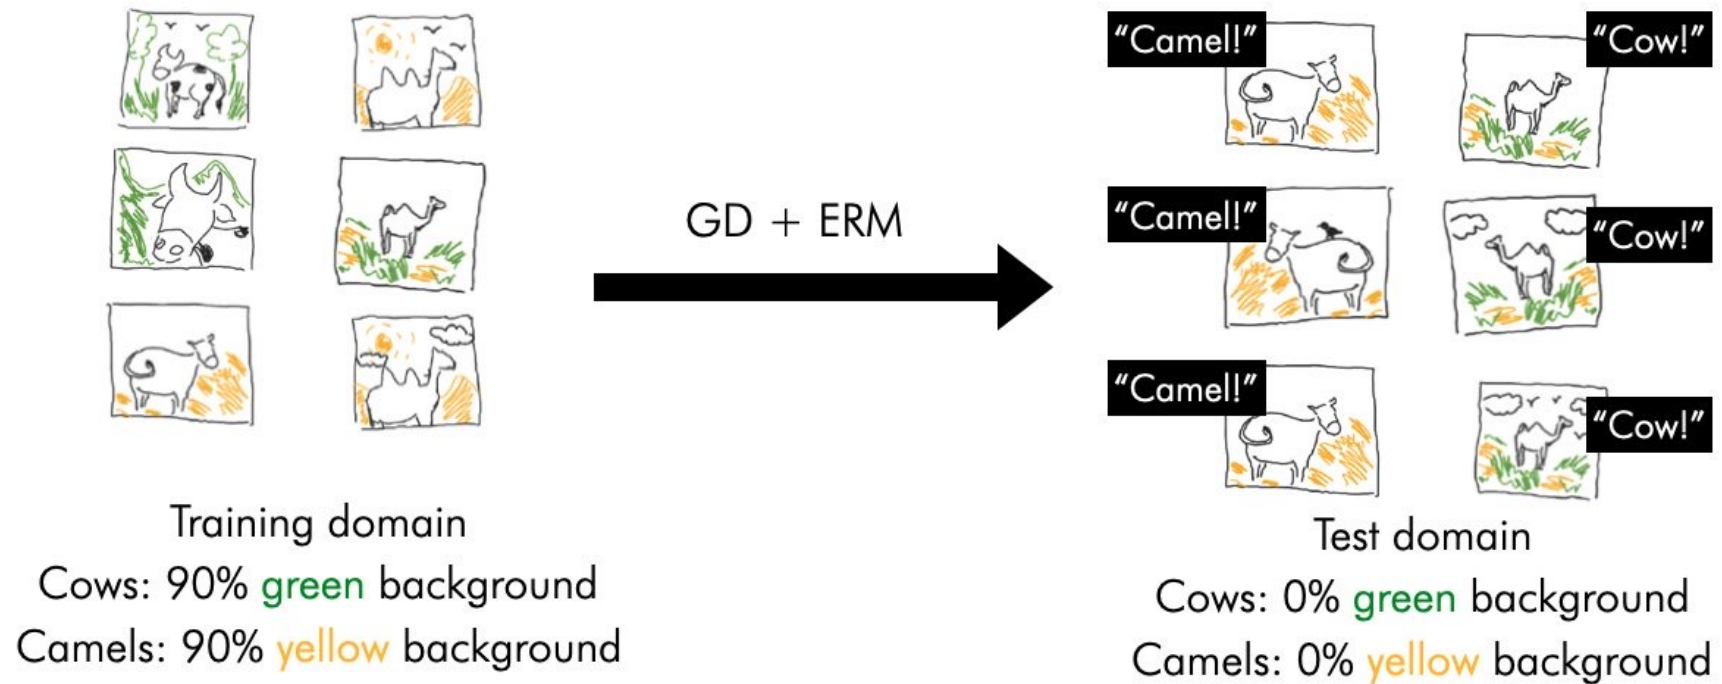 GD + ERM
Training domain
Cows: 90% green background
Camels: 90% yellow background
“Camel!”
“Cow!”
“Camel!”
“Cow!”
“Camel!”
“Cow!”
Test domain
Cows: 0% green background
Camels: 0% yellow background